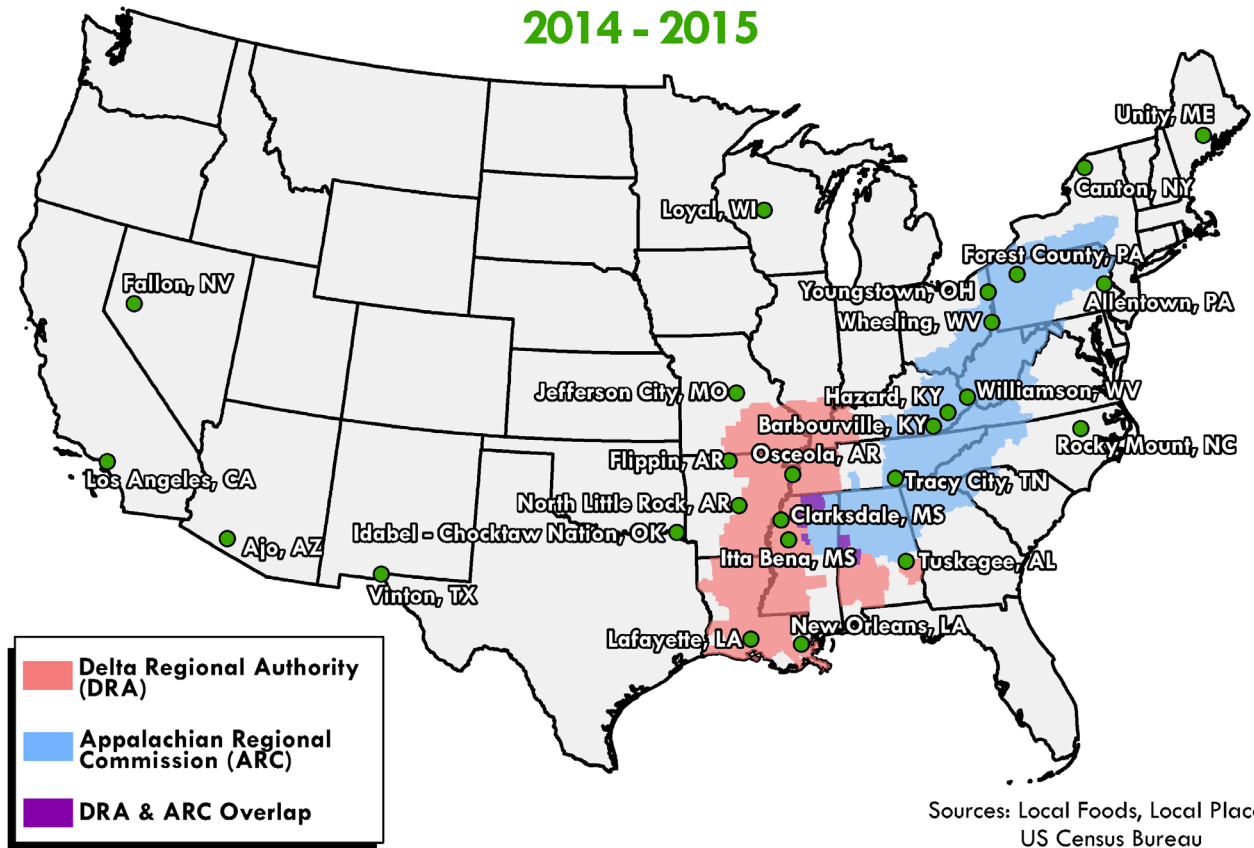 2014 - 2015
Unity, ME
Canton, NY
Loyal, WI
Forest County, PA
Fallon, NV
Youngstown, OH
Allentown, PA
Wheeling, WV
Jefferson City, MO
Hazard, KY
Williamson, WV
Barbourville, KY
Rocky Mount, NC
Osceola, AR
Flippin, AR
Los Angeles, CA
Tracy City, TN
North Little Rock, AR
Clarksdale, MS
Idabel - Chocktaw Nation, OK
Ajo, AZ
Itta Bena, MS
Tuskegee, AL
Vinton, TX
New Orleans, LA
Lafayette, LA
Delta Regional Authority
(DRA)
Appalachian Regional
Commission (ARC)
DRA & ARC Overlap
Sources: Local Foods, Local Place
US Census Bureau